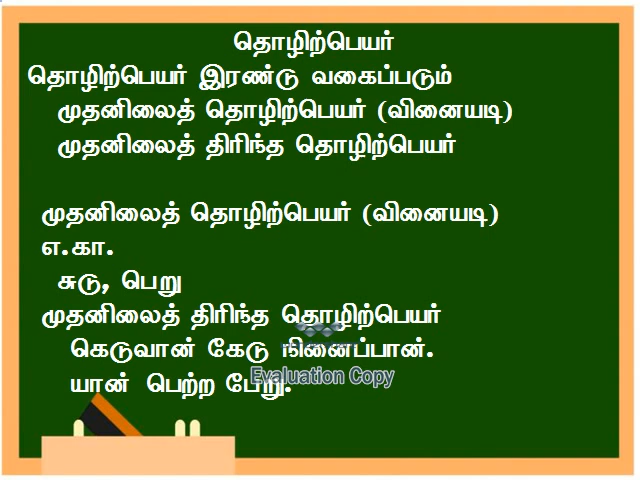 தொழிற்பெயர்
தொழிற்பெயர் இரண்டு வகைப்படும்
முதனிலைத் தொழிற்பெயர் (வினையடி)
முதனிலைத் திரிந்த தொழிற்பெயர்
முதனிலைத் தொழிற்பெயர் (வினையடி)
எ.கா.
சுடு, பெறு
முதனிலைத் திரிந்த தொழிற்பெயர்
கெடுவான் கேடு நினைப்பான்.
யான் பெற்ற பேறு.
Evaluation Copy